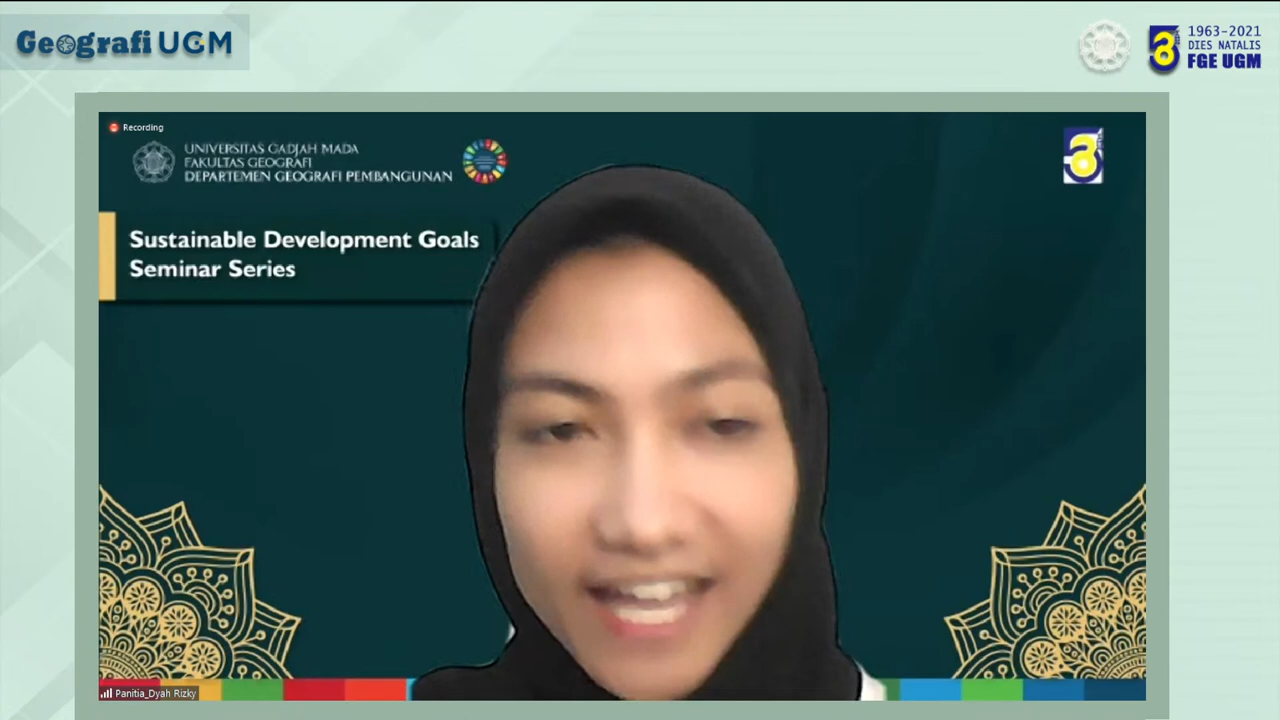 Geografi UGM
1963-2021
DIES NATALIS
FGE UGM
Recording
UNIVERSITAS GADJAH MADA
FAKULTAS GEOGRAFI
DEPARTEMEN GEOGRAFI PEMBANGUNAN
Sustainable Development Goals
Seminar Series
Panitia_Dyah Rizky